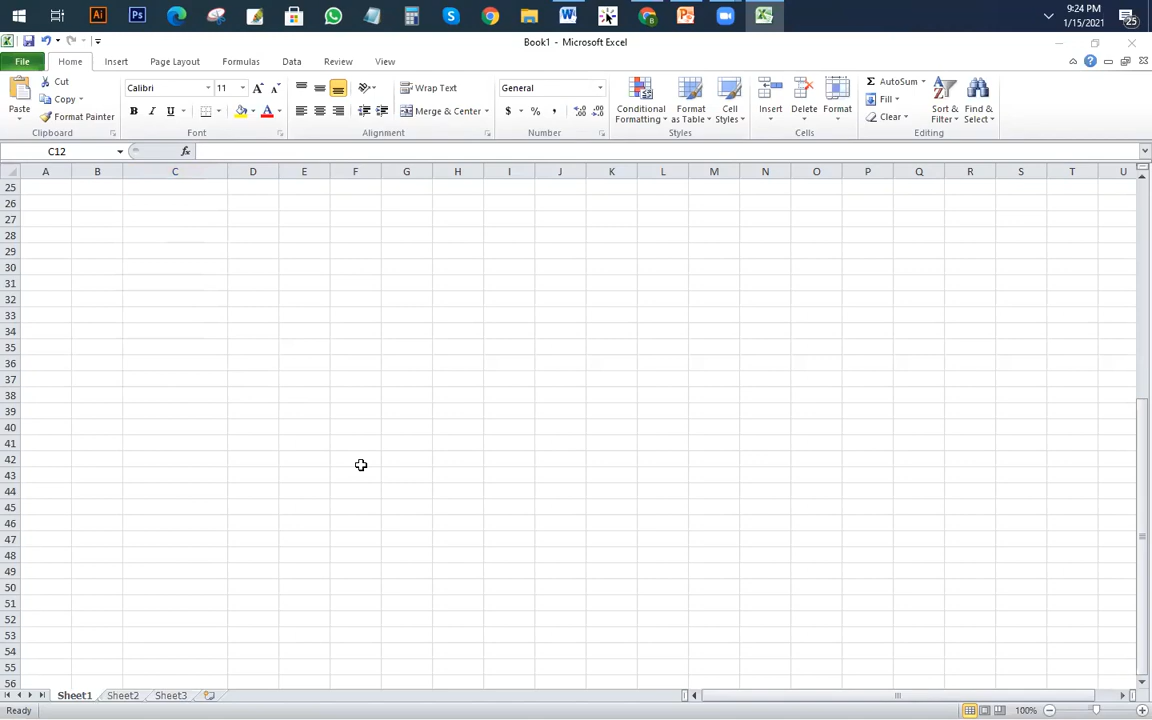 Ai Ps W B P X 9:24 PM
1/15/2021 25
Book1 - Microsoft Excel
File Home Insert Page Layout Formulas Data Review View
Cut
Copy
Format Painter
Paste
Calibri 11 A A
B I U A
Wrap Text
Merge & Center
General
$ % ,
Conditional Formatting
Format as Table
Cell Styles
Insert
Delete
Format
Σ AutoSum
Fill
Clear
Sort & Filter
Find & Select
Clipboard Font Alignment Number Styles Cells Editing
C12 fx
A B C D E F G H I J K L M N O P Q R S T U
25
26
27
28
29
30
31
32
33
34
35
36
37
38
39
40
41
42
43
44
45
46
47
48
49
50
51
52
53
54
55
56
Sheet1 Sheet2 Sheet3
Ready 100%